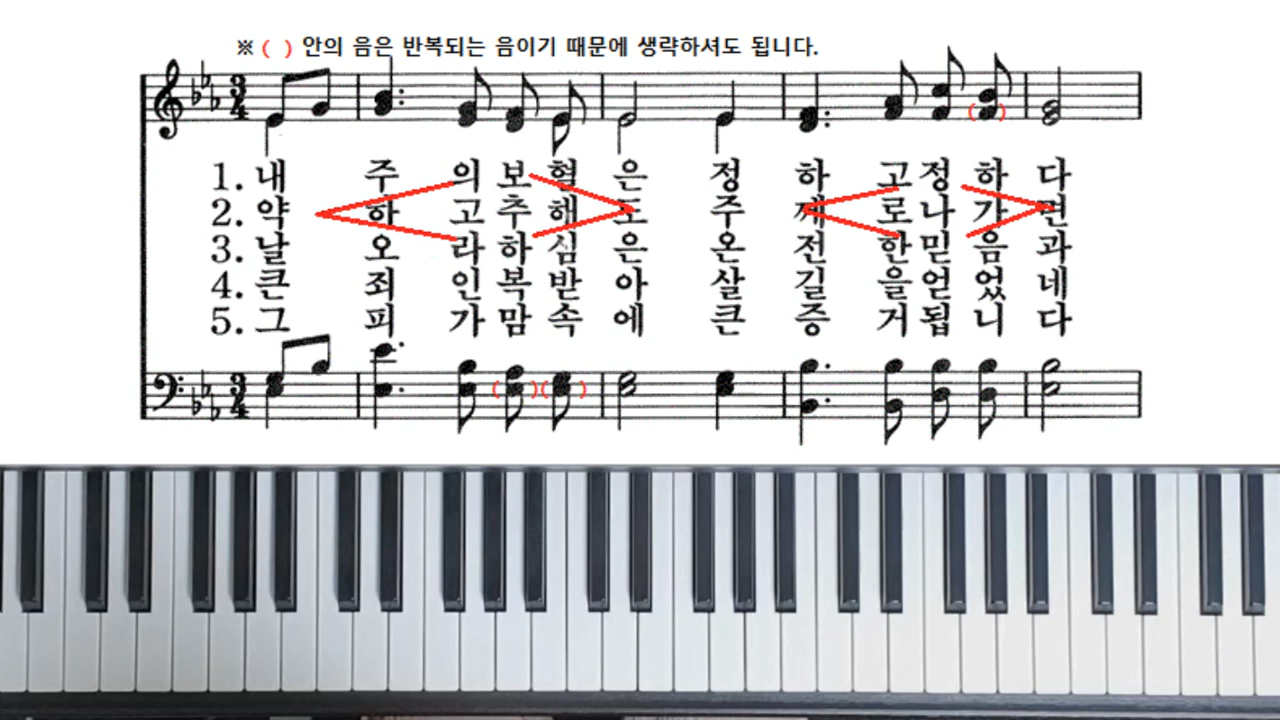 ※ ( ) 안의 음은 반복되는 음이기 때문에 생략하셔도 됩니다.
3
4
1. 내 주 의 보 혈 은 정 하 고 정 하 다
2. 약 하 고 추 해 도 주 께 로 나 가 면
3. 날 오 라 하 심 은 온 전 한 믿 음 과
4. 큰 죄 인 복 받 아 살 길 을 얻 었 네
5. 그 피 가 맘 속 에 큰 증 거 됩 니 다
3
4
( ) ( )